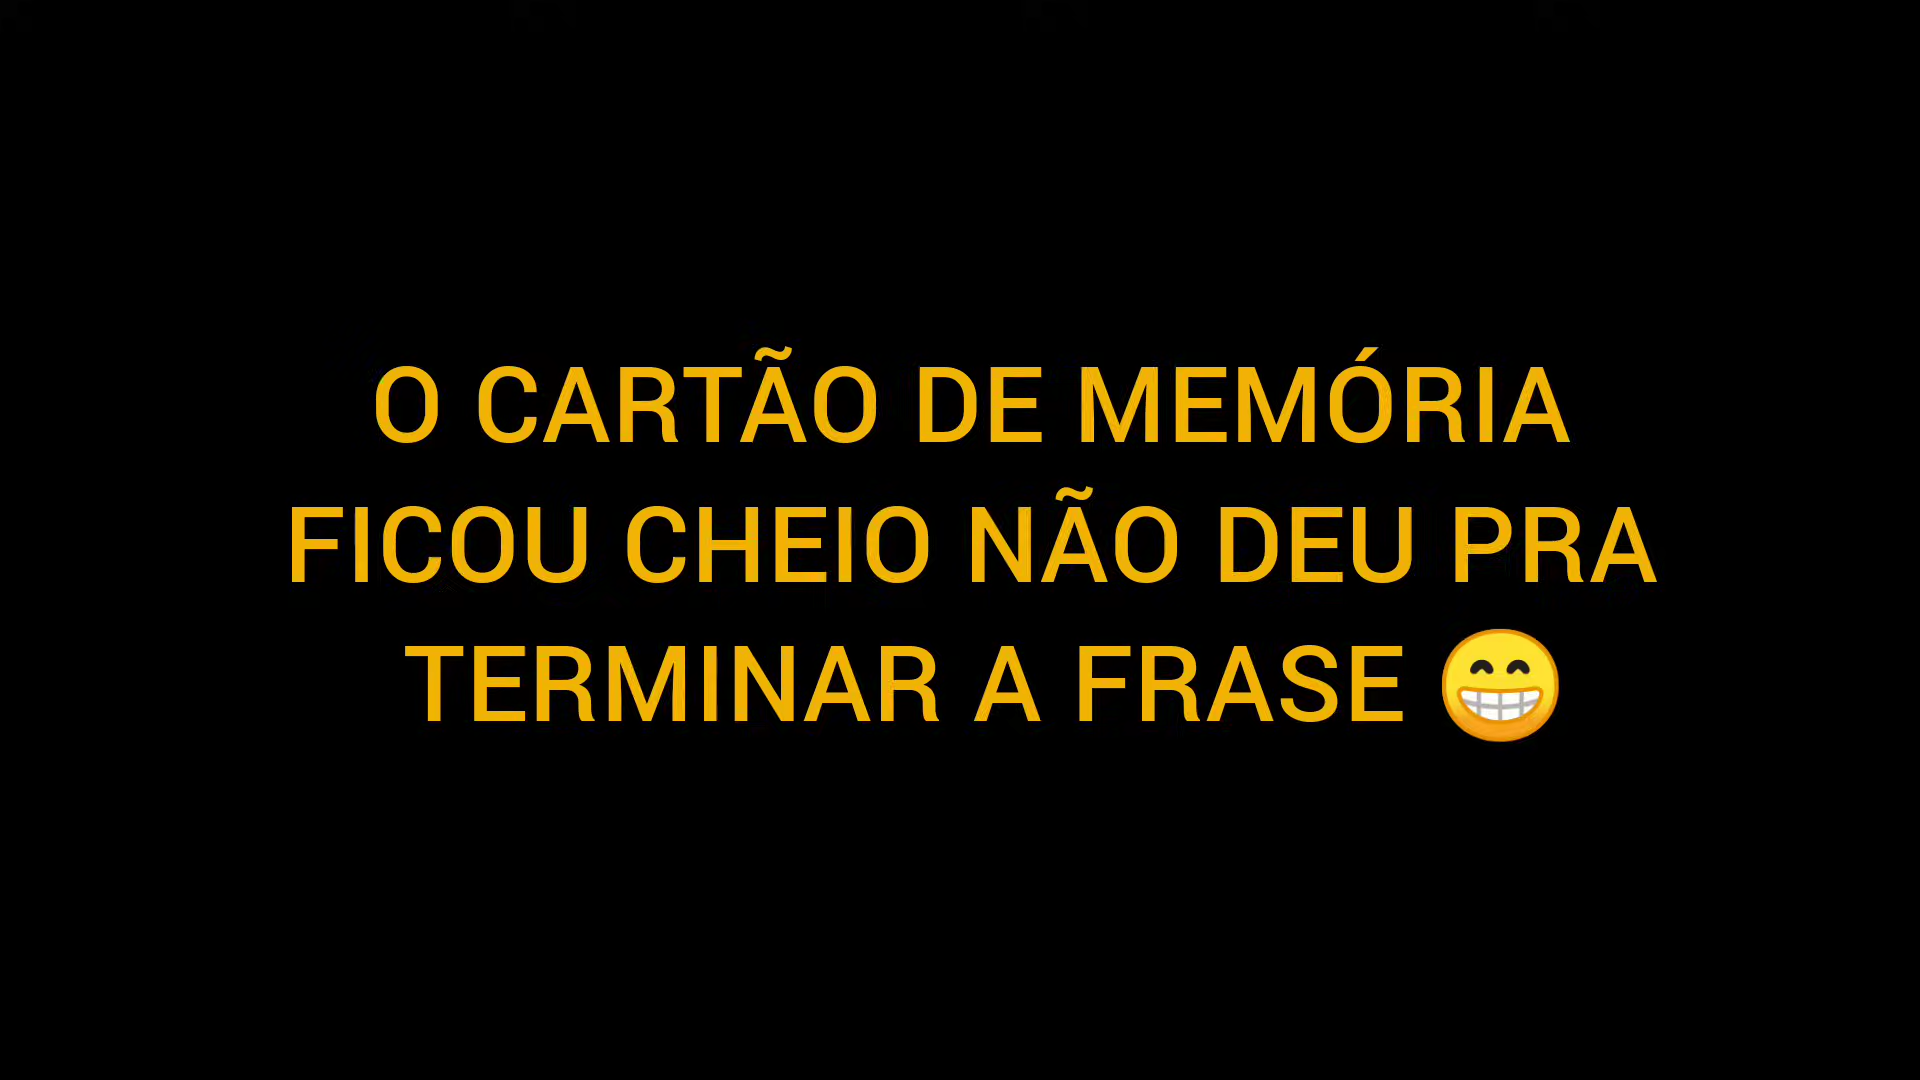 O CARTÃO DE MEMÓRIA
FICOU CHEIO NÃO DEU PRA
TERMINAR A FRASE 😁